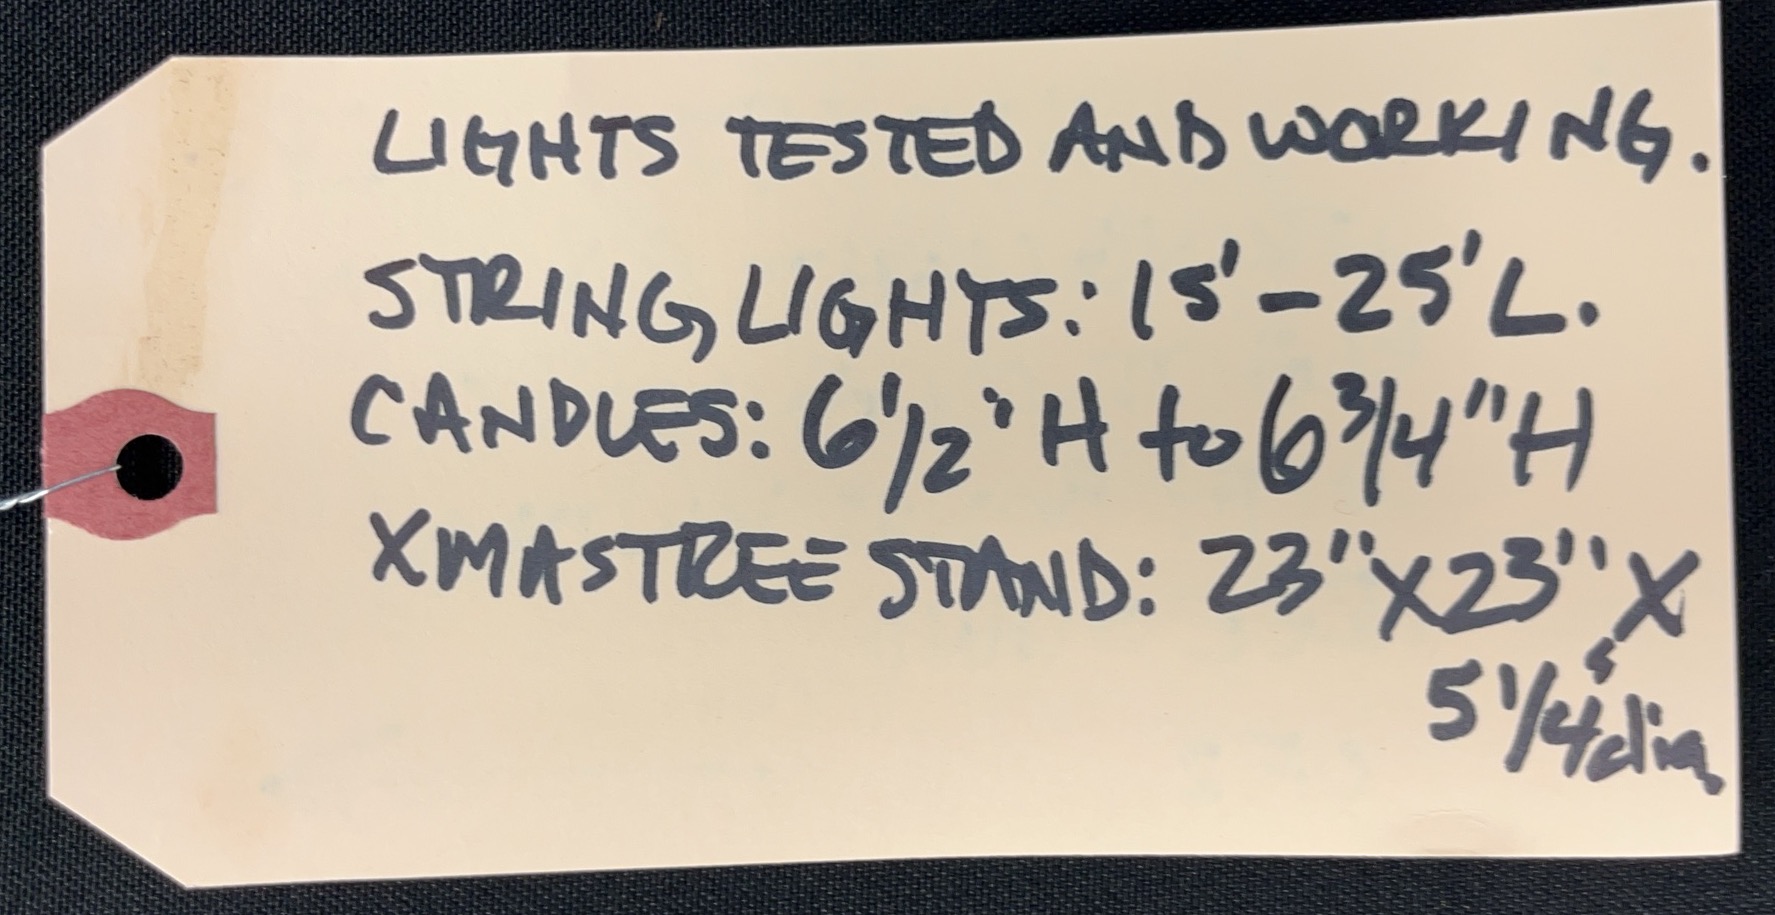 LIGHTS TESTED AND WORKING.
STRING LIGHTS: 15' - 25' L.
CANDLES: 6 1/2" H to 6 3/4" H
XMASTREE STAND: 23" X 23" X
5 1/4" dia.